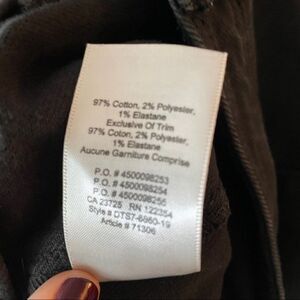 97% Cotton, 2% Polyester,
1% Elastane
Exclusive Of Trim
97% Coton, 2% Polyester,
1% Elastane
Aucune Garniture Comprise
P.O. # 4500098253
P.O. # 4500098254
P.O. # 4500098255
CA 23725 RN 122354
Style # DTS7-6860-19
Article # 71306